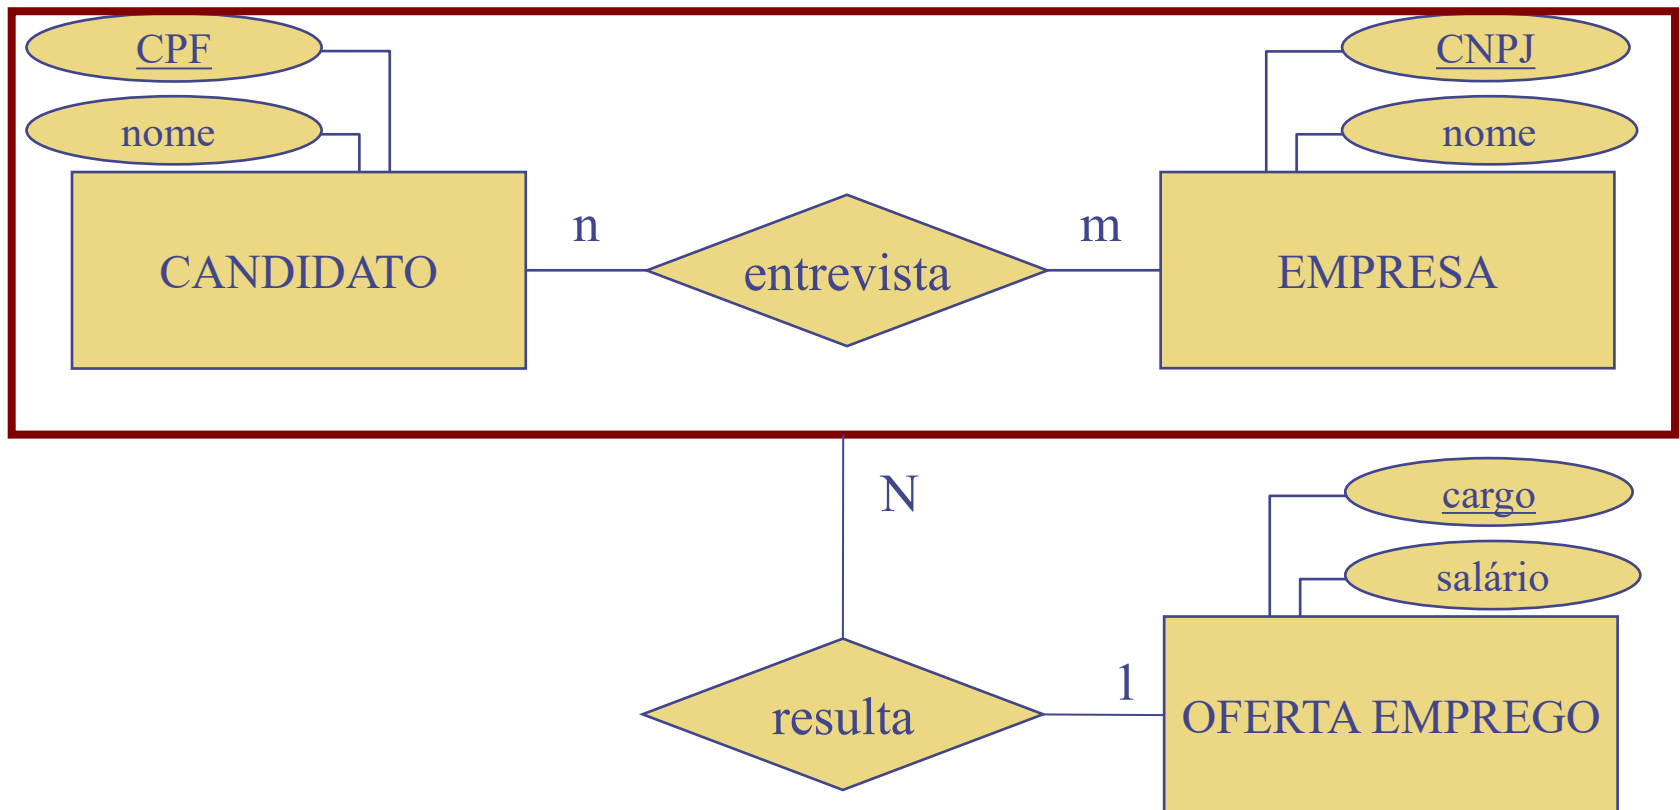 CPF
CNPJ
nome
nome
n
m
CANDIDATO
entrevista
EMPRESA
N
cargo
salário
1
resulta
OFERTA EMPREGO